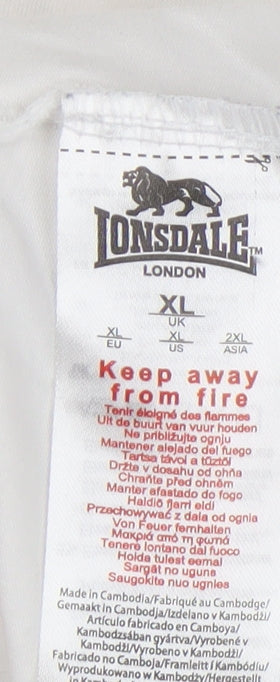 LONSDALE™
LONDON
XL
UK
XL
EU
XL
US
2XL
ASIA
Keep away
from fire
Tenir éloigné des flammes
Uit de buurt van vuur houden
Ne približujte ognju
Mantener alejado del fuego
Tartsa távol a tűztől
Držte v dosahu od ohňa
Chraňte před ohněm
Manter afastado do fogo
Haldið fjarri eldi
Przechowywać z dala od ognia
Von Feuer fernhalten
Μακριά από τη φωτιά
Tenere lontano dal fuoco
Hoida tulest eemal
Sargāt no uguns
Saugokite nuo ugnies
Made in Cambodia/Fabriqué au Cambodge/
Gemaakt in Cambodja/Izdelano v Kambodži/
Artículo fabricado en Camboya/
Kambodzsában gyártva/Vyrobené v
Kambodži/Vyrobeno v Kambodži/
Fabricado no Camboja/Framleitt í Kambódíu/
Wyprodukowano w Kambodży/Hergestellt